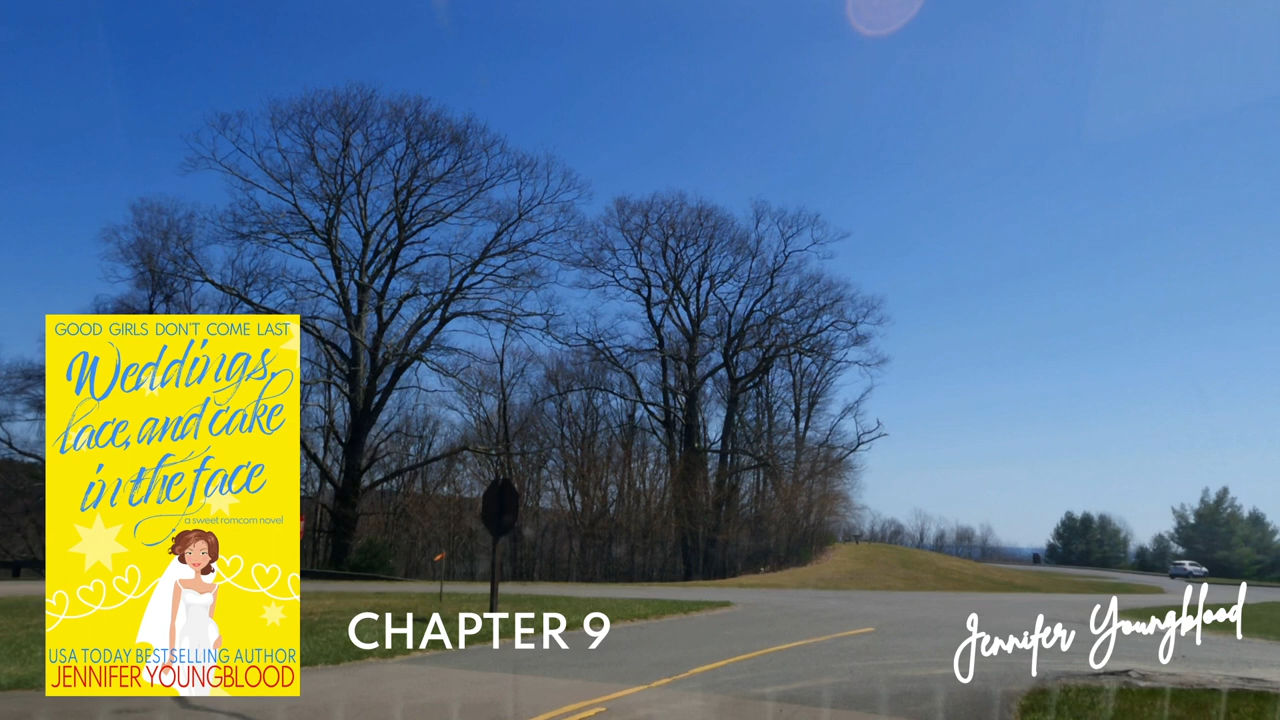 GOOD GIRLS DON'T COME LAST
Weddings,
lace, and cake
in the face
a sweet romcom novel
USA TODAY BESTSELLING AUTHOR
JENNIFER YOUNGBLOOD
CHAPTER 9
Jennifer Youngblood